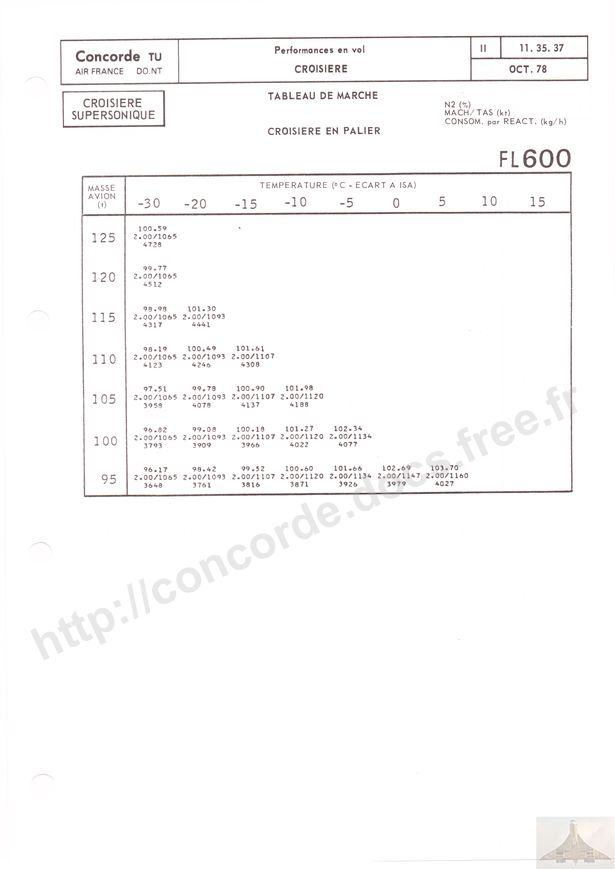 Concorde TU
AIR FRANCE DO.NT
Performances en vol
CROISIERE
II 11. 35. 37
OCT. 78
CROISIERE
SUPERSONIQUE
TABLEAU DE MARCHE
CROISIERE EN PALIER
N2 (%)
MACH/TAS (kt)
CONSOM. par REACT. (kg/h)
FL600
MASSE
AVION
(t)
TEMPERATURE (°C - ECART A ISA)
-30 -20 -15 -10 -5 0 5 10 15
100.59
125 2.00/1065
4728
99.77
120 2.00/1065
4512
98.98 101.30
115 2.00/1065 2.00/1093
4317 4441
98.19 100.49 101.61
110 2.00/1065 2.00/1093 2.00/1107
4123 4246 4308
97.51 99.78 100.90 101.98
105 2.00/1065 2.00/1093 2.00/1107 2.00/1120
3958 4078 4137 4188
96.82 99.08 100.18 101.27 102.34
100 2.00/1065 2.00/1093 2.00/1107 2.00/1120 2.00/1134
3793 3909 3966 4022 4077
96.17 98.42 99.52 100.60 101.66 102.69 103.70
95 2.00/1065 2.00/1093 2.00/1107 2.00/1120 2.00/1134 2.00/1147 2.00/1160
3648 3761 3816 3871 3926 3979 4027
http://concorde.docs.free.fr